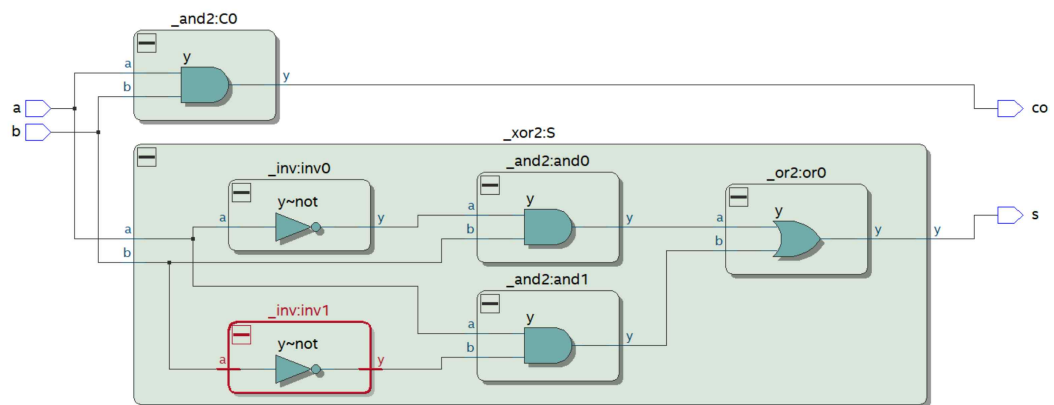 _and2:C0
a
y
y
b
a
co
b
_xor2:S
_inv:inv0
_and2:and0
_or2:or0
y~not
y
y
a
y
a
y
a
y
s
b
a
b
y
y
b
_and2:and1
_inv:inv1
y~not
y
a
y
b
a
y